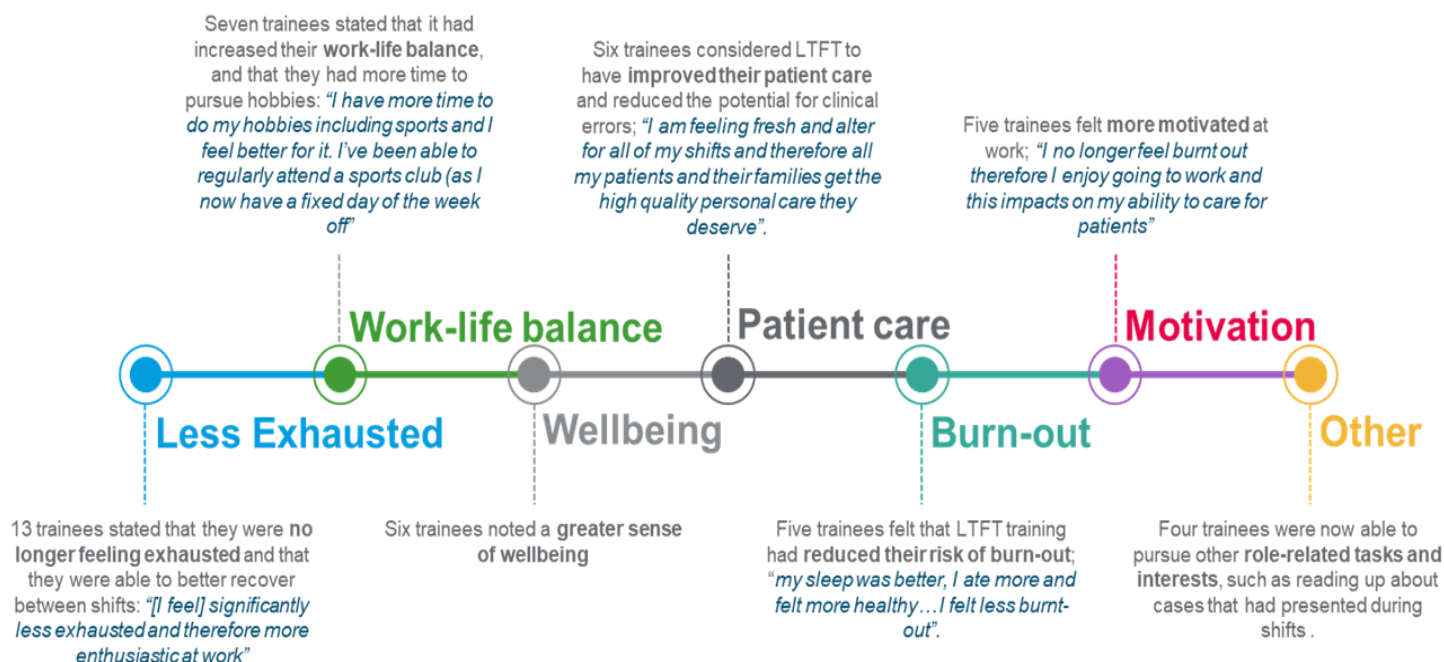 Seven trainees stated that it had
increased their work-life balance,
and that they had more time to
pursue hobbies: “I have more time to
do my hobbies including sports and I
feel better for it. I’ve been able to
regularly attend a sports club (as I
now have a fixed day of the week
off”
Six trainees considered LTFT to
have improved their patient care
and reduced the potential for clinical
errors; “I am feeling fresh and alter
for all of my shifts and therefore all
my patients and their families get the
high quality personal care they
deserve”.
Five trainees felt more motivated at
work; “I no longer feel burnt out
therefore I enjoy going to work and
this impacts on my ability to care for
patients”
Work-life balance
Patient care
Motivation
Less Exhausted
Wellbeing
Burn-out
Other
13 trainees stated that they were no
longer feeling exhausted and that
they were able to better recover
between shifts: “[I feel] significantly
less exhausted and therefore more
enthusiastic at work”
Six trainees noted a greater sense
of wellbeing
Five trainees felt that LTFT training
had reduced their risk of burn-out;
“my sleep was better, I ate more and
felt more healthy…I felt less burnt-
out”.
Four trainees were now able to
pursue other role-related tasks and
interests, such as reading up about
cases that had presented during
shifts .